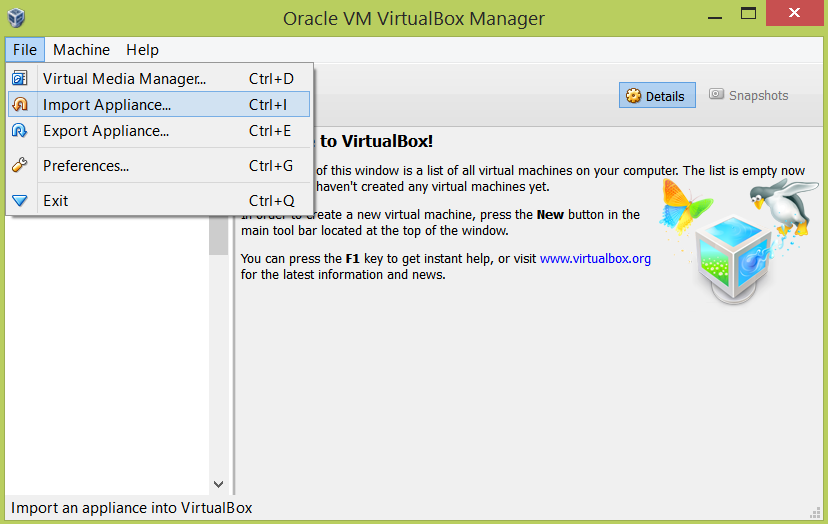 Oracle VM VirtualBox Manager
File Machine Help
Virtual Media Manager... Ctrl+D
Import Appliance... Ctrl+I
Export Appliance... Ctrl+E
Preferences... Ctrl+G
Exit Ctrl+Q
Details Snapshots
to VirtualBox!
of this window is a list of all virtual machines on your computer. The list is empty now
haven't created any virtual machines yet.
In order to create a new virtual machine, press the New button in the
main tool bar located at the top of the window.
You can press the F1 key to get instant help, or visit www.virtualbox.org
for the latest information and news.
Import an appliance into VirtualBox